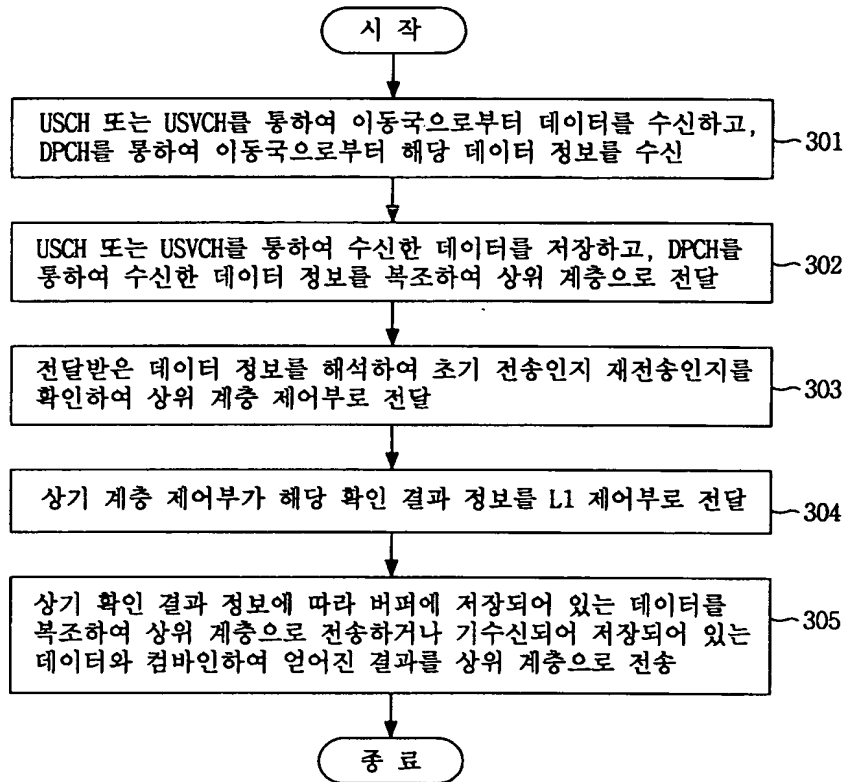 시 작
USCH 또는 USVCH를 통하여 이동국으로부터 데이터를 수신하고,
DPCH를 통하여 이동국으로부터 해당 데이터 정보를 수신
301
USCH 또는 USVCH를 통하여 수신한 데이터를 저장하고, DPCH를
통하여 수신한 데이터 정보를 복조하여 상위 계층으로 전달
302
전달받은 데이터 정보를 해석하여 초기 전송인지 재전송인지를
확인하여 상위 계층 제어부로 전달
303
상기 계층 제어부가 해당 확인 결과 정보를 L1 제어부로 전달
304
상기 확인 결과 정보에 따라 버퍼에 저장되어 있는 데이터를
복조하여 상위 계층으로 전송하거나 기수신되어 저장되어 있는
데이터와 컴바인하여 얻어진 결과를 상위 계층으로 전송
305
종 료